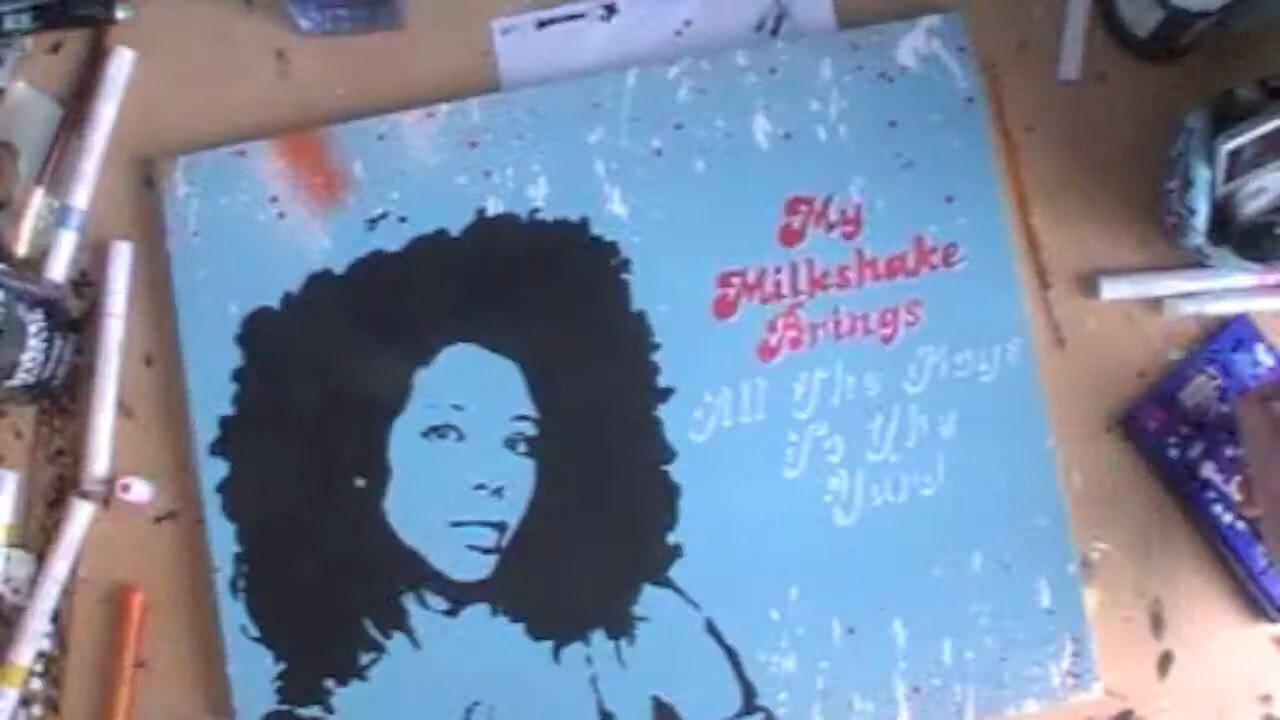 My
Milkshake
Brings
All The Boys
To The
Yard